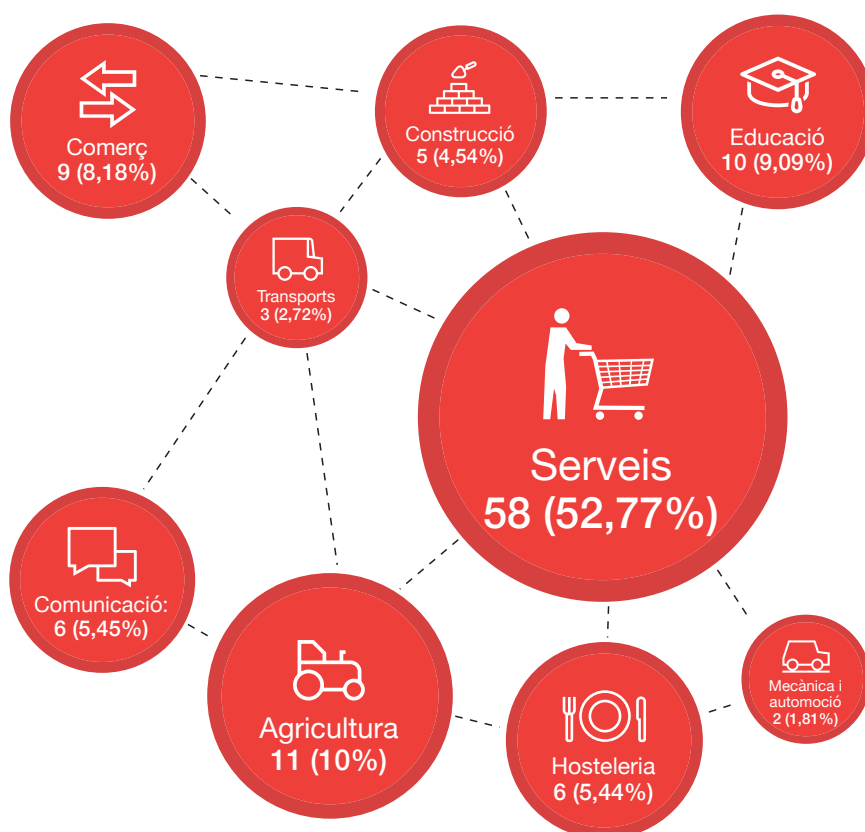 Comerç
9 (8,18%)
Construcció
5 (4,54%)
Educació
10 (9,09%)
Transports
3 (2,72%)
Serveis
58 (52,77%)
Comunicació:
6 (5,45%)
Agricultura
11 (10%)
Hosteleria
6 (5,44%)
Mecànica i
automoció
2 (1,81%)